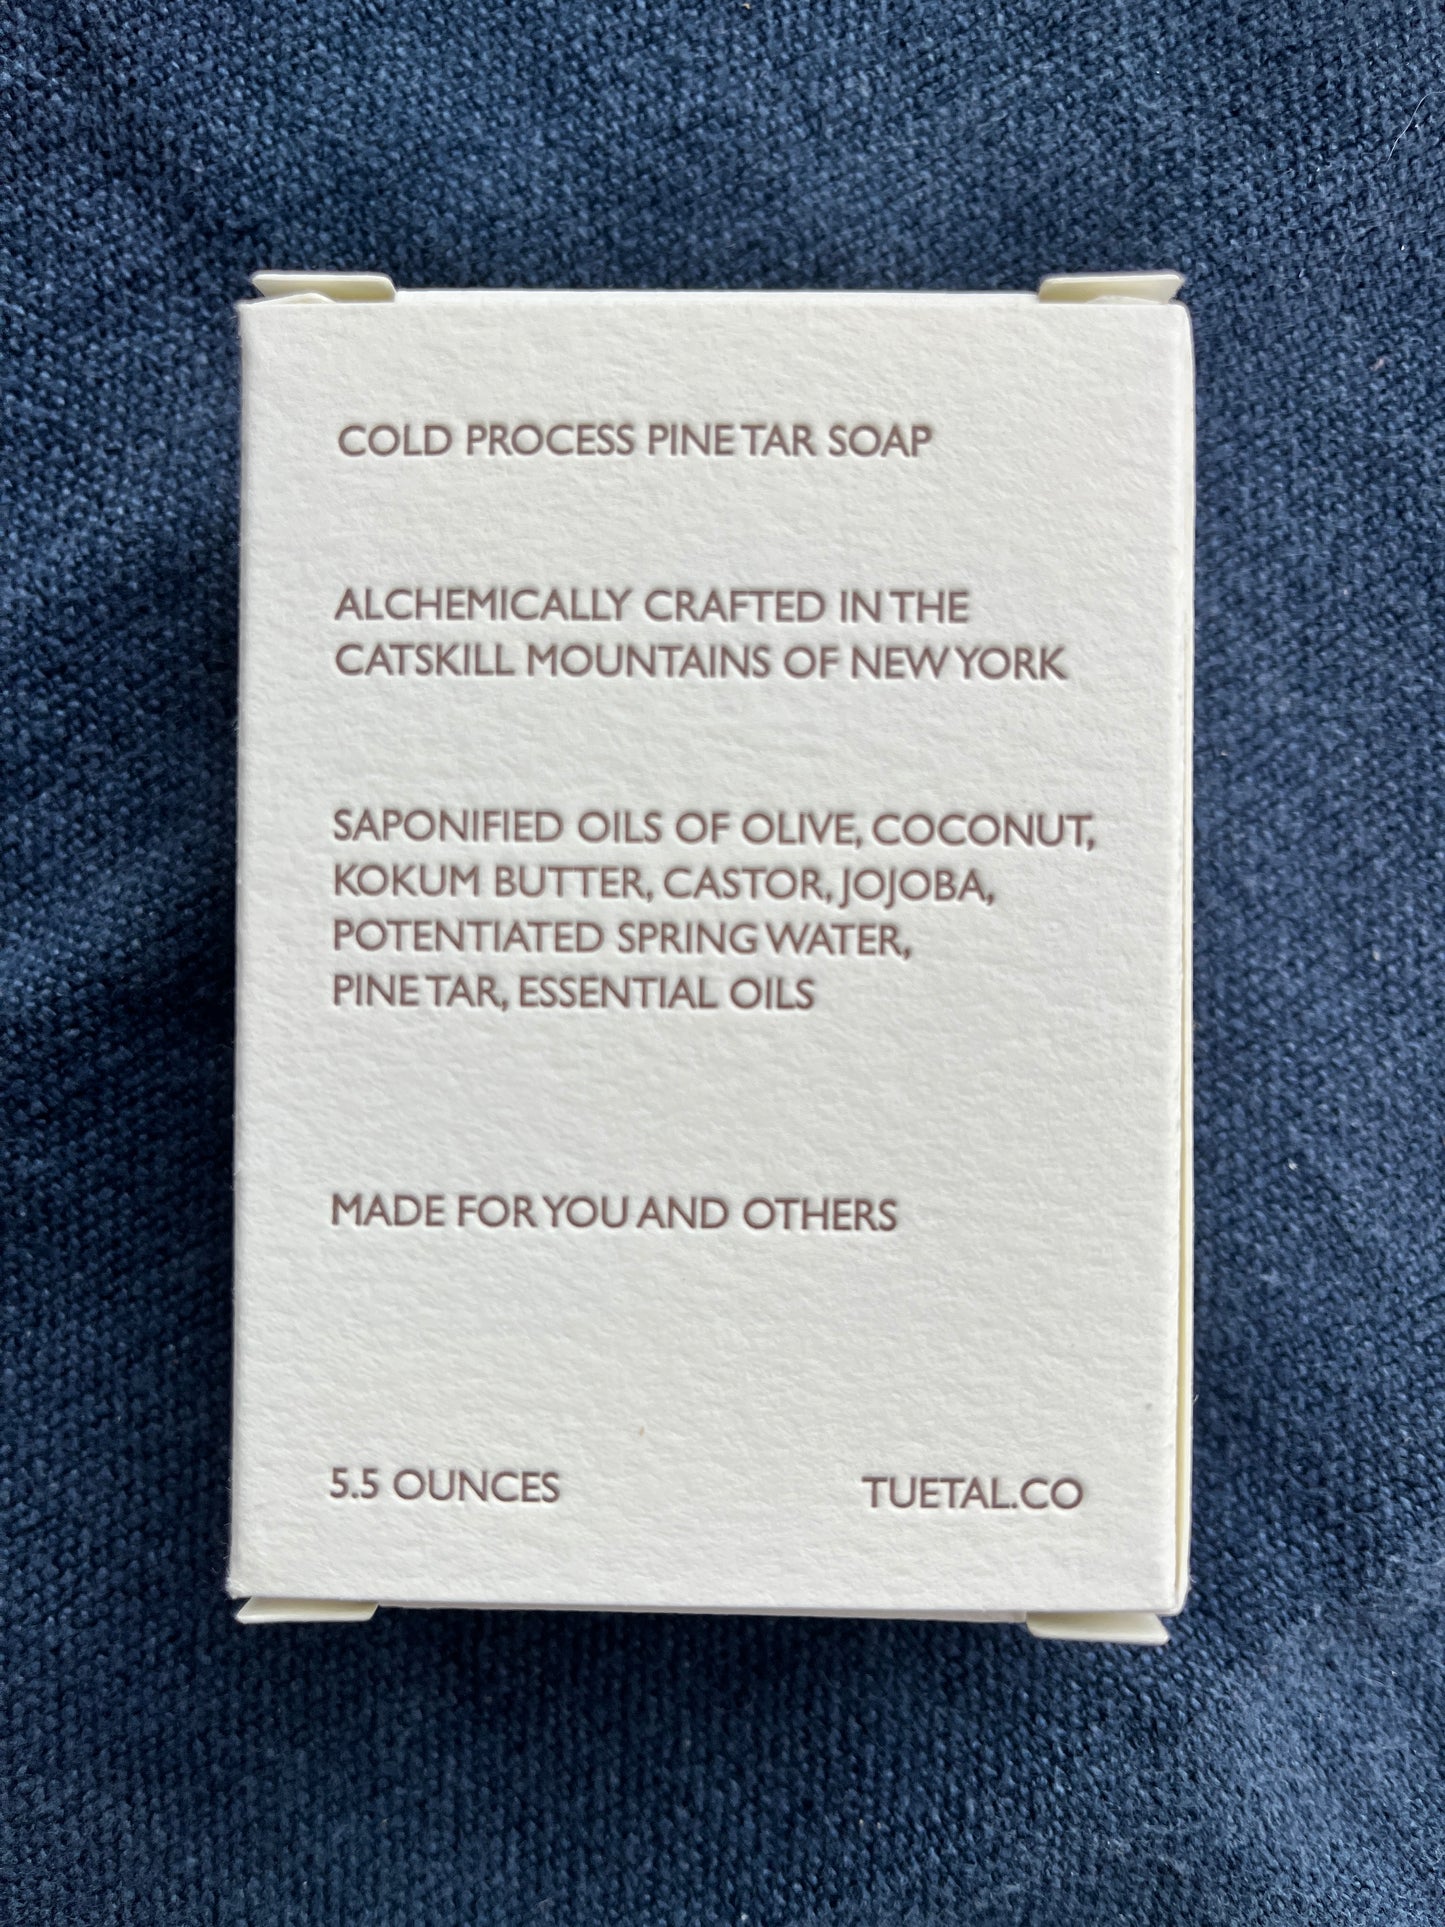 COLD PROCESS PINE TAR SOAP
ALCHEMICALLY CRAFTED IN THE
CATSKILL MOUNTAINS OF NEW YORK
SAPONIFIED OILS OF OLIVE, COCONUT,
KOKUM BUTTER, CASTOR, JOJOBA,
POTENTIATED SPRING WATER,
PINE TAR, ESSENTIAL OILS
MADE FOR YOU AND OTHERS
5.5 OUNCES TUETAL.CO